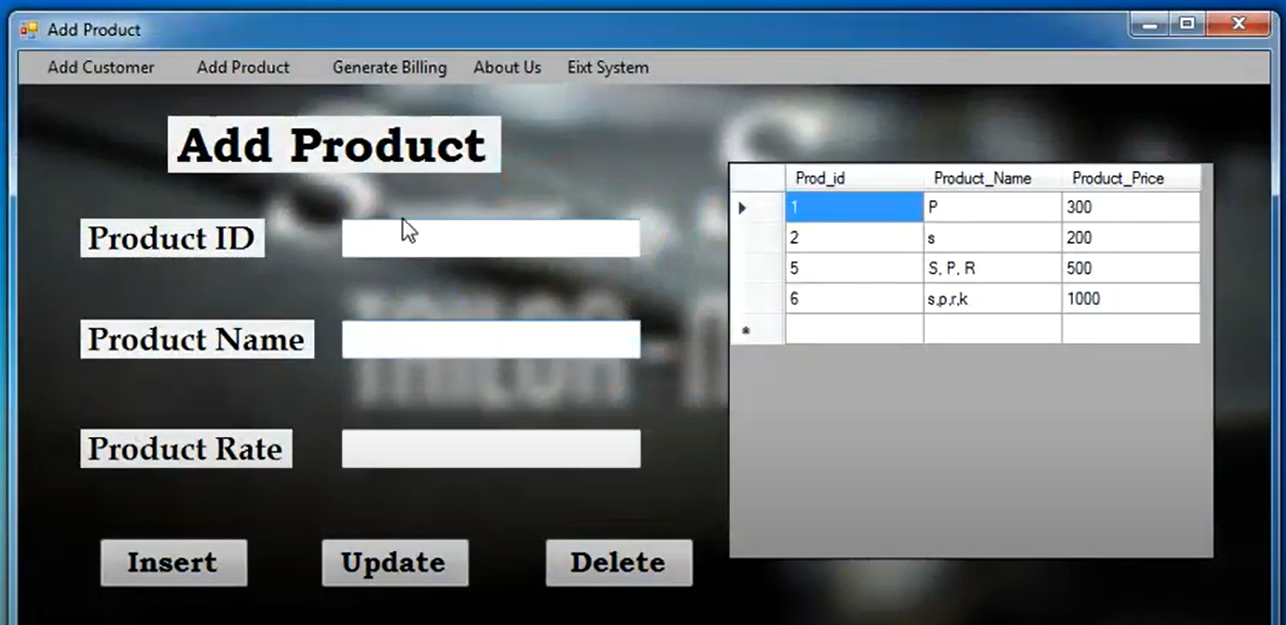 Add Product
Add Customer Add Product Generate Billing About Us Eixt System
Add Product
Product ID
Product Name
Product Rate
Insert Update Delete
Prod_id Product_Name Product_Price
1 P 300
2 s 200
5 S, P, R 500
6 s,p,r,k 1000